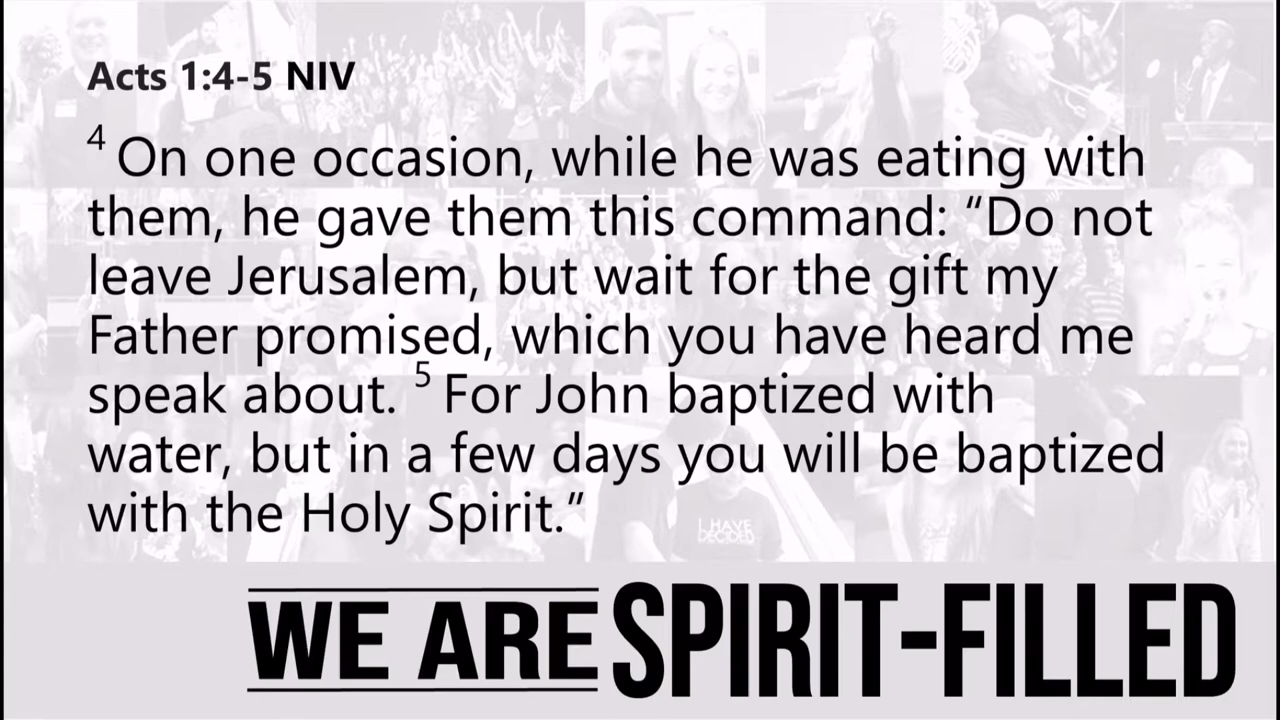 Acts 1:4-5 NIV
4 On one occasion, while he was eating with
them, he gave them this command: “Do not
leave Jerusalem, but wait for the gift my
Father promised, which you have heard me
speak about. 5 For John baptized with
water, but in a few days you will be baptized
with the Holy Spirit.”
I HAVE
DECIDED
WE ARE SPIRIT-FILLED